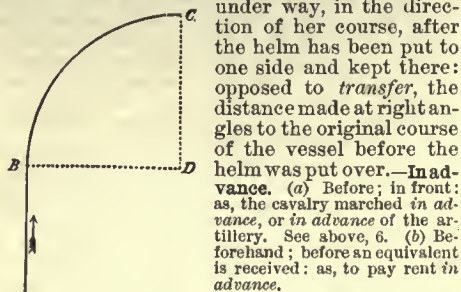 under way, in the direc-
tion of her course, after
the helm has been put to
one side and kept there:
opposed to transfer, the
distance made at right an-
gles to the original course
of the vessel before the
helm was put over.—In ad-
vance. (a) Before; in front:
as, the cavalry marched in ad-
vance, or in advance of the ar-
tillery. See above, 6. (b) Be-
forehand; before an equivalent
is received: as, to pay rent in
advance.
C
B
D